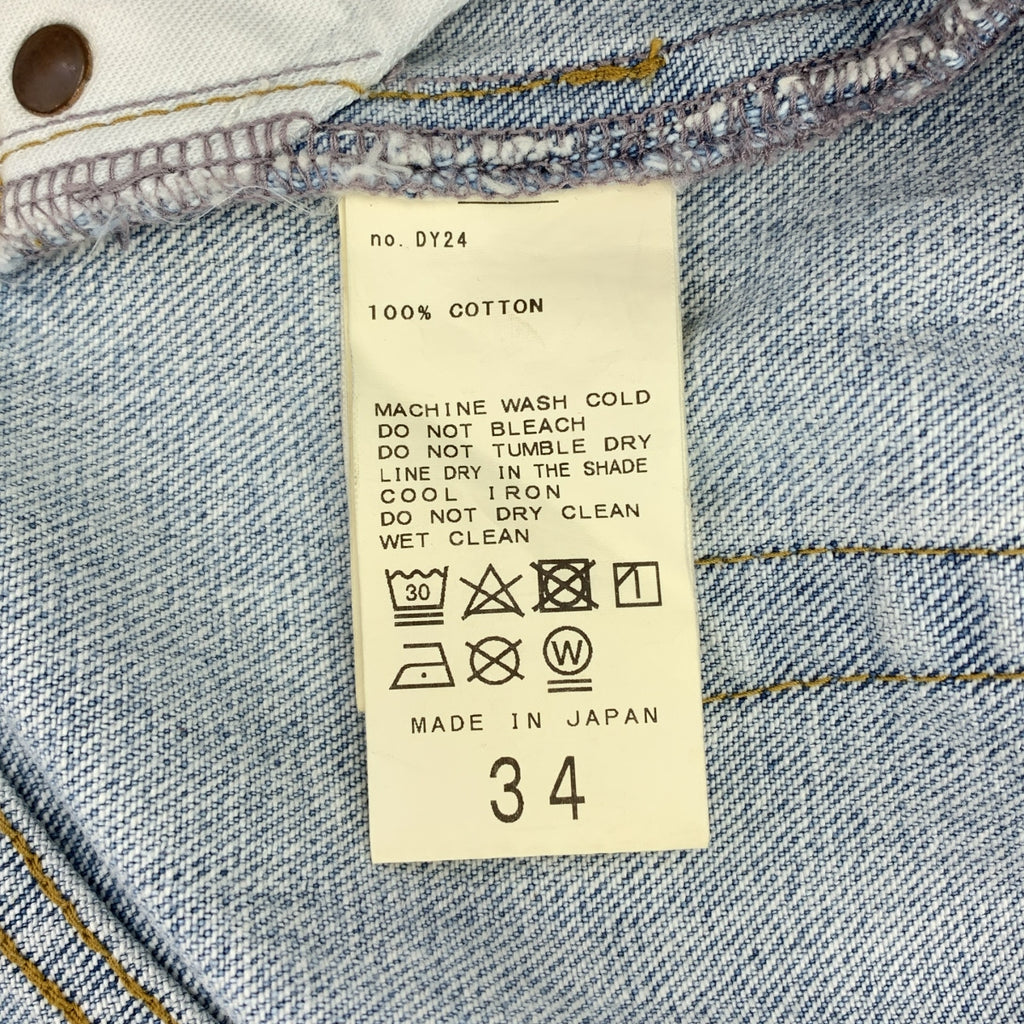 no. DY24
100% COTTON
MACHINE WASH COLD
DO NOT BLEACH
DO NOT TUMBLE DRY
LINE DRY IN THE SHADE
COOL IRON
DO NOT DRY CLEAN
WET CLEAN
30
W
MADE IN JAPAN
34